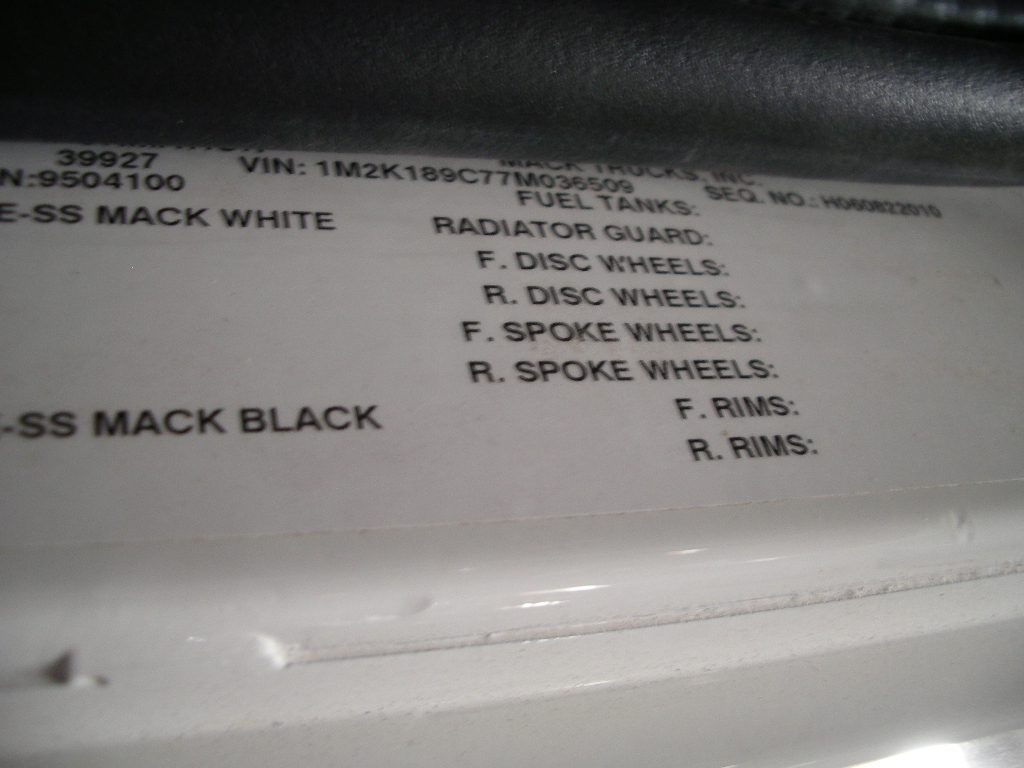 MACK TRUCKS, INC.
39927 VIN: 1M2K189C77M036509 SEQ. NO.: H060822010
N:9504100 FUEL TANKS:
E-SS MACK WHITE RADIATOR GUARD:
F. DISC WHEELS:
R. DISC WHEELS:
F. SPOKE WHEELS:
R. SPOKE WHEELS:
-SS MACK BLACK F. RIMS:
R. RIMS: